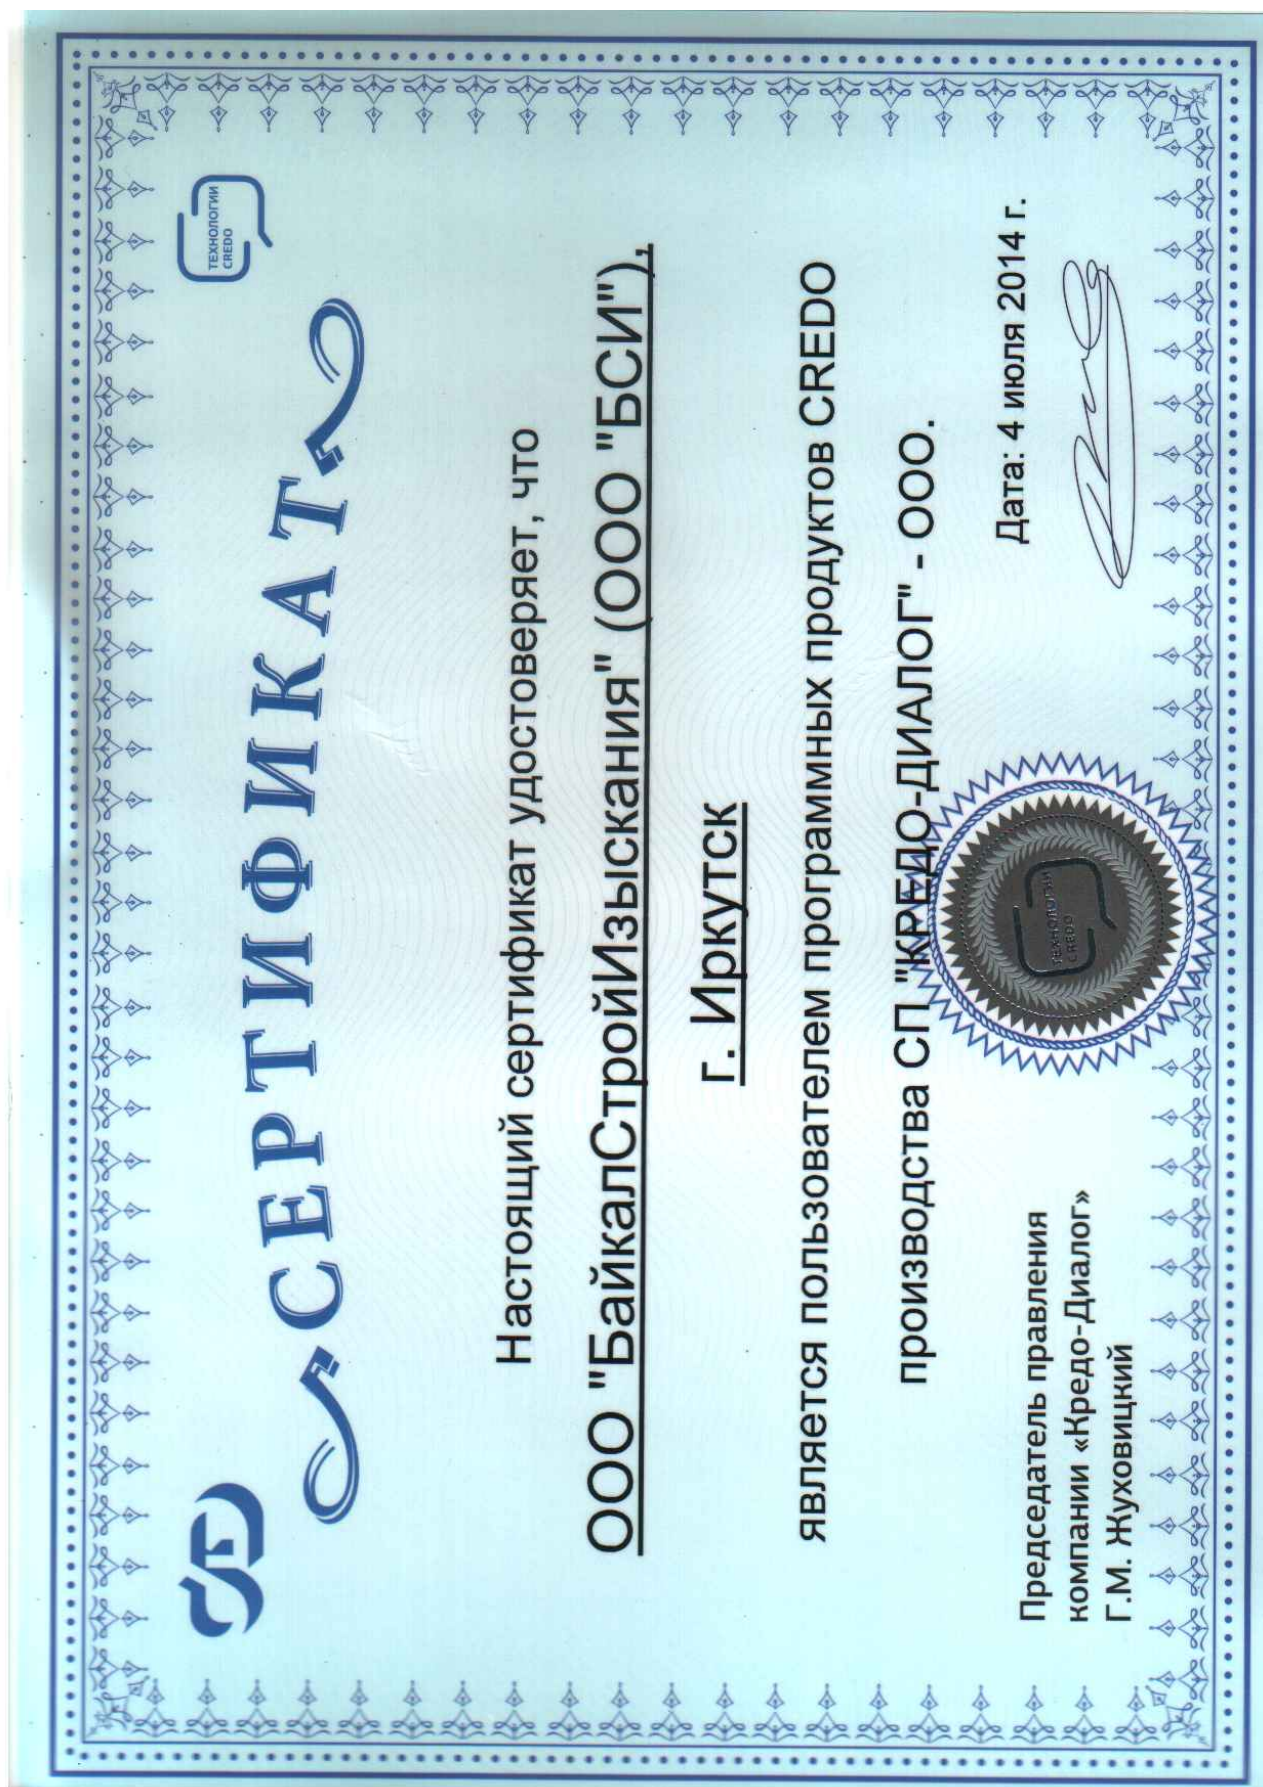 ТЕХНОЛОГИИ
CREDO
СЕРТИФИКАТ
Настоящий сертификат удостоверяет, что
ООО "БайкалСтройИзыскания" (ООО "БСИ"),
г. Иркутск
является пользователем программных продуктов CREDO
производства СП "КРЕДО-ДИАЛОГ" - ООО.
Председатель правления
компании «Кредо-Диалог»
Г.М. Жуховицкий
ТЕХНОЛОГИИ
CREDO
Дата: 4 июля 2014 г.